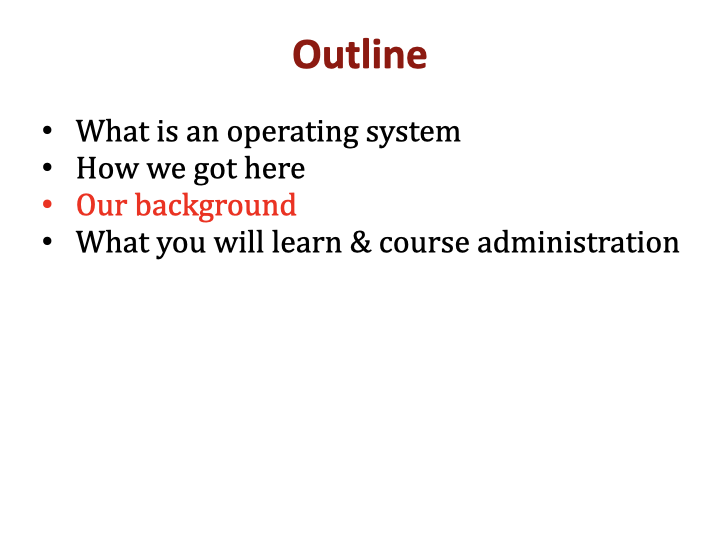 Outline
• What is an operating system
• How we got here
• Our background
• What you will learn & course administration